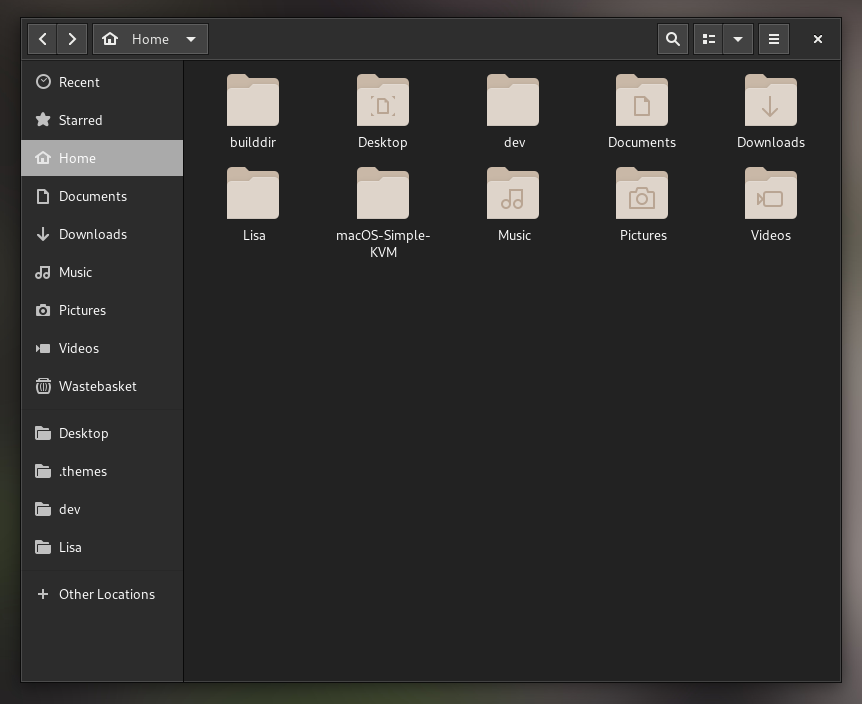 Home
Recent
Starred
Home
Documents
Downloads
Music
Pictures
Videos
Wastebasket
Desktop
.themes
dev
Lisa
Other Locations
builddir
Desktop
dev
Documents
Downloads
Lisa
macOS-Simple-
KVM
Music
Pictures
Videos